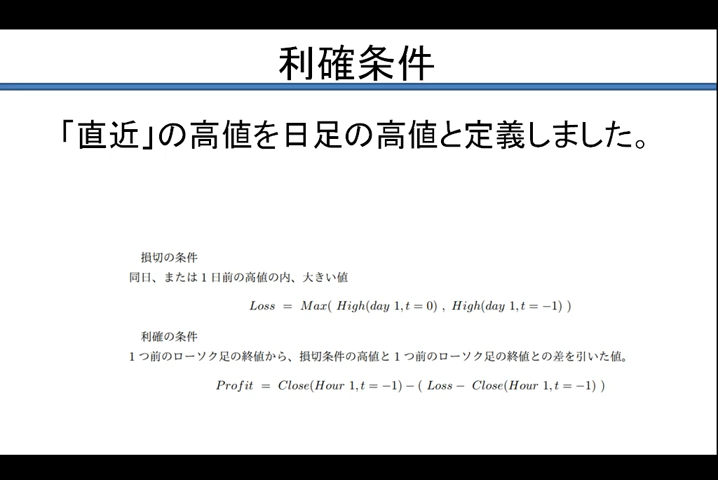 利確条件
「直近」の高値を日足の高値と定義しました。
損切の条件
同日、または 1 日前の高値の内、大きい値
Loss = Max( High(day 1, t = 0) , High(day 1, t = −1) )
利確の条件
1 つ前のローソク足の終値から、損切条件の高値と 1 つ前のローソク足の終値との差を引いた値。
Profit = Close(Hour 1, t = −1) − ( Loss − Close(Hour 1, t = −1) )